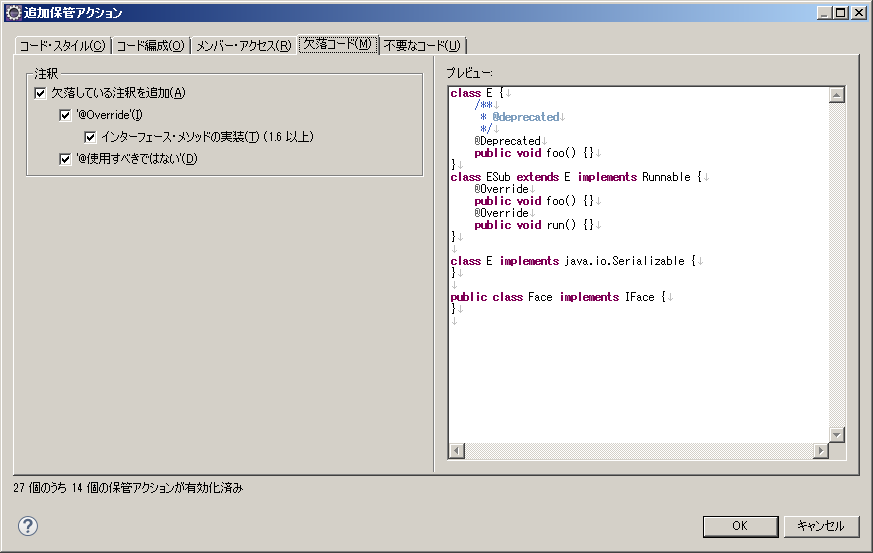 追加保管アクション
コード・スタイル(C) コード編成(O) メンバー・アクセス(R) 欠落コード(M) 不要なコード(U)
注釈
欠落している注釈を追加(A)
'@Override'(I)
インターフェース・メソッドの実装(T) (1.6 以上)
'@使用すべきではない'(D)
プレビュー:
class E {↓
/**↓
* @deprecated↓
*/↓
@Deprecated↓
public void foo() {}↓
}↓
class ESub extends E implements Runnable {↓
@Override↓
public void foo() {}↓
@Override↓
public void run() {}↓
}↓
↓
class E implements java.io.Serializable {↓
}↓
↓
public class Face implements IFace {↓
}↓
↓
27 個のうち 14 個の保管アクションが有効化済み
?
OK キャンセル